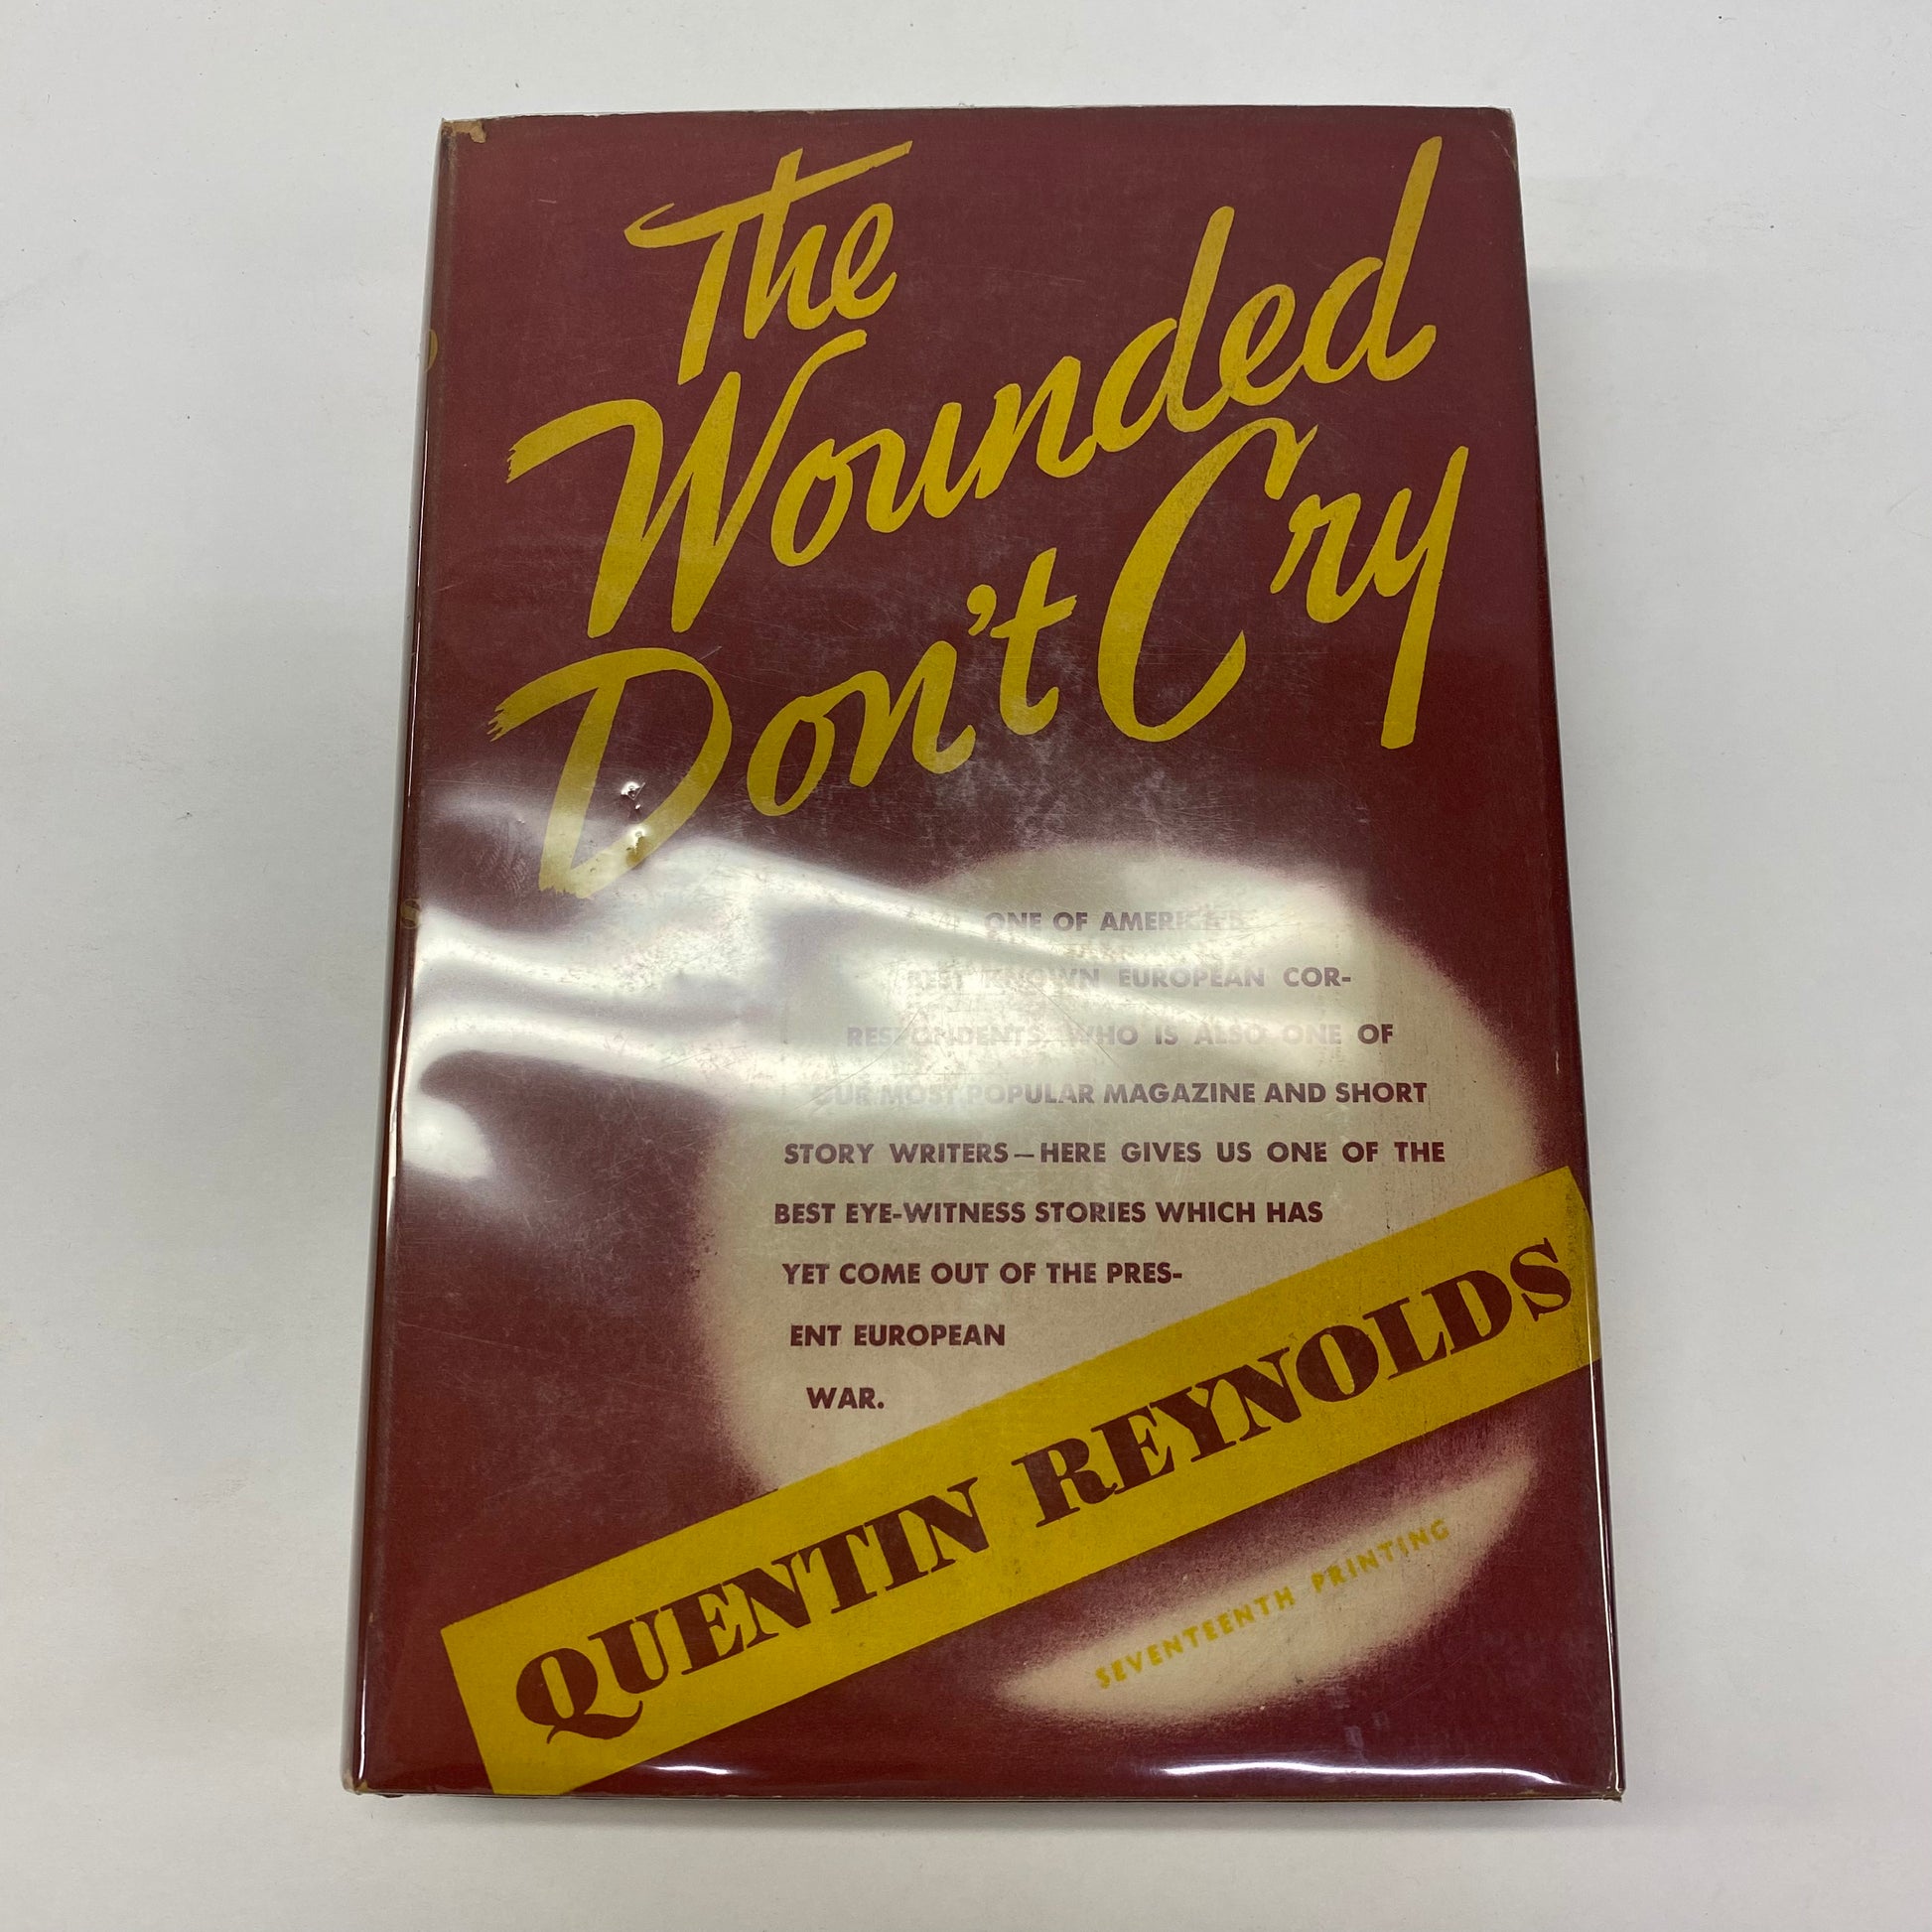 The
Wounded
Don't Cry
ONE OF AMERICA'S
BEST KNOWN EUROPEAN COR-
RESPONDENTS, WHO IS ALSO ONE OF
OUR MOST POPULAR MAGAZINE AND SHORT
STORY WRITERS—HERE GIVES US ONE OF THE
BEST EYE-WITNESS STORIES WHICH HAS
YET COME OUT OF THE PRES-
ENT EUROPEAN
WAR.
QUENTIN REYNOLDS
SEVENTEENTH PRINTING